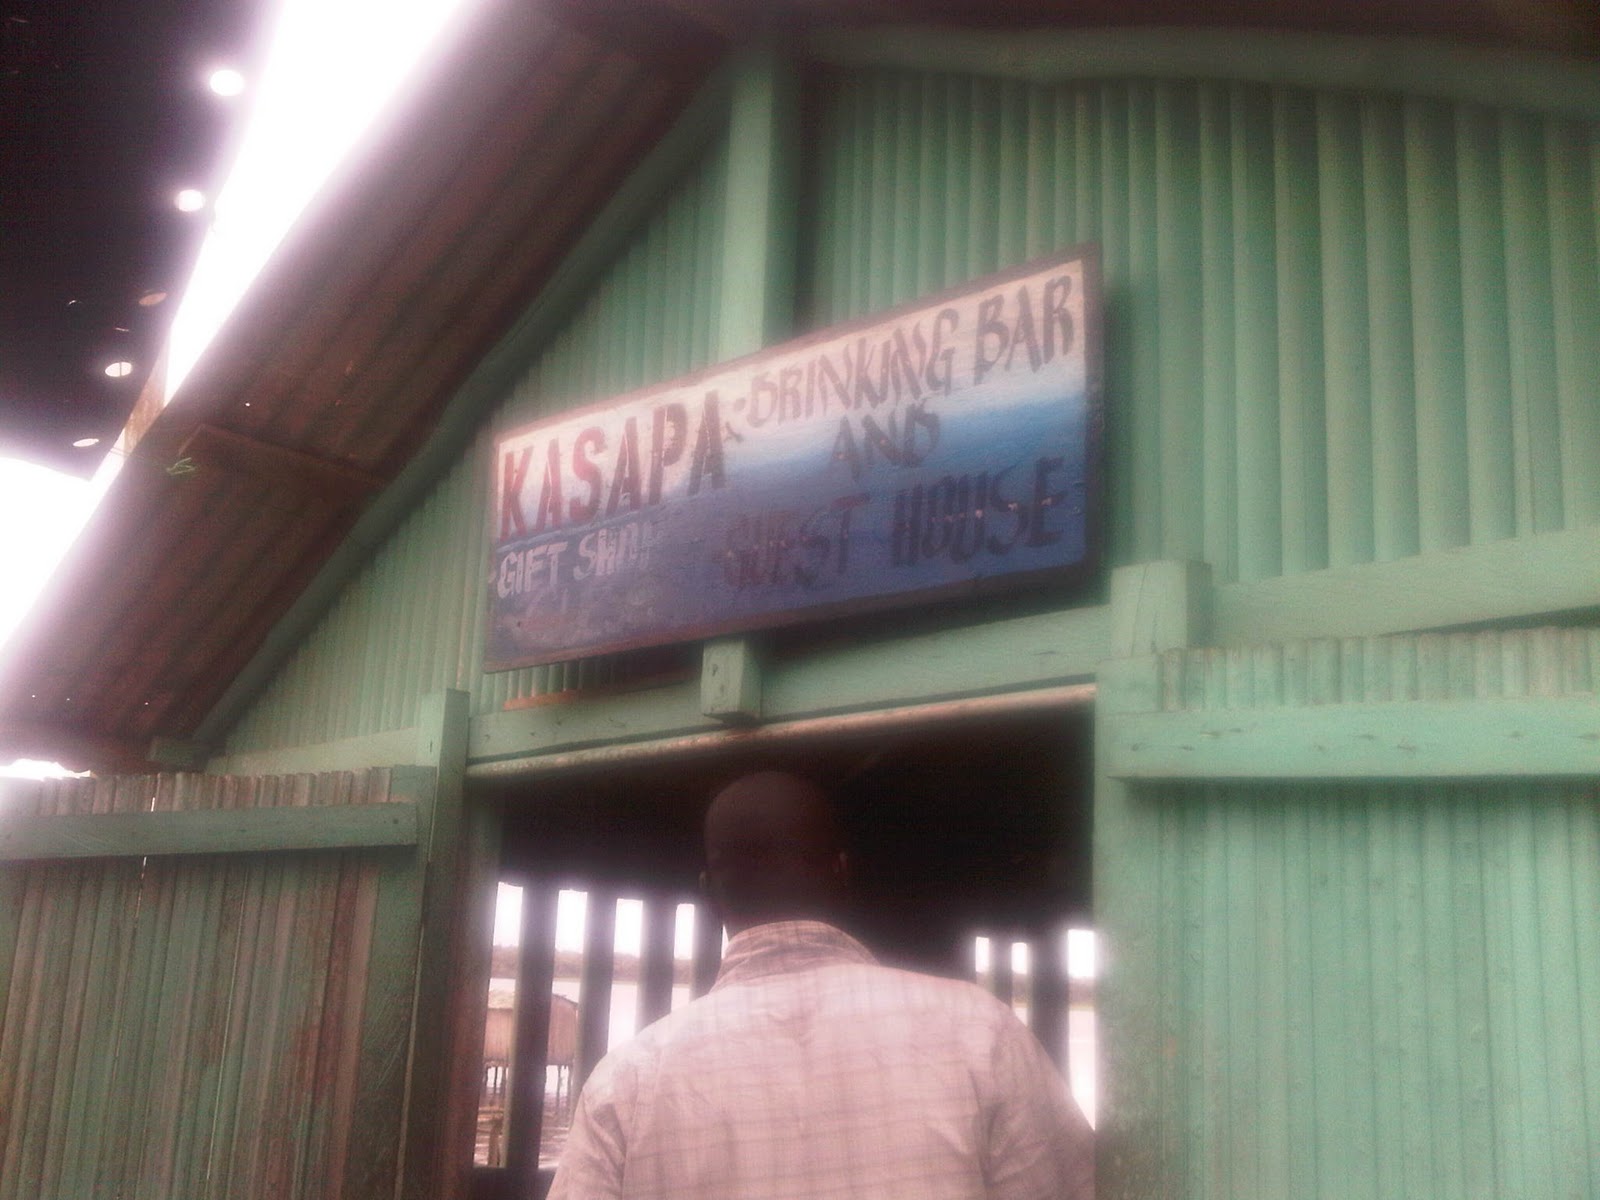 KASAPA
DRINKING BAR
AND
GIFT SHOP
GUEST HOUSE